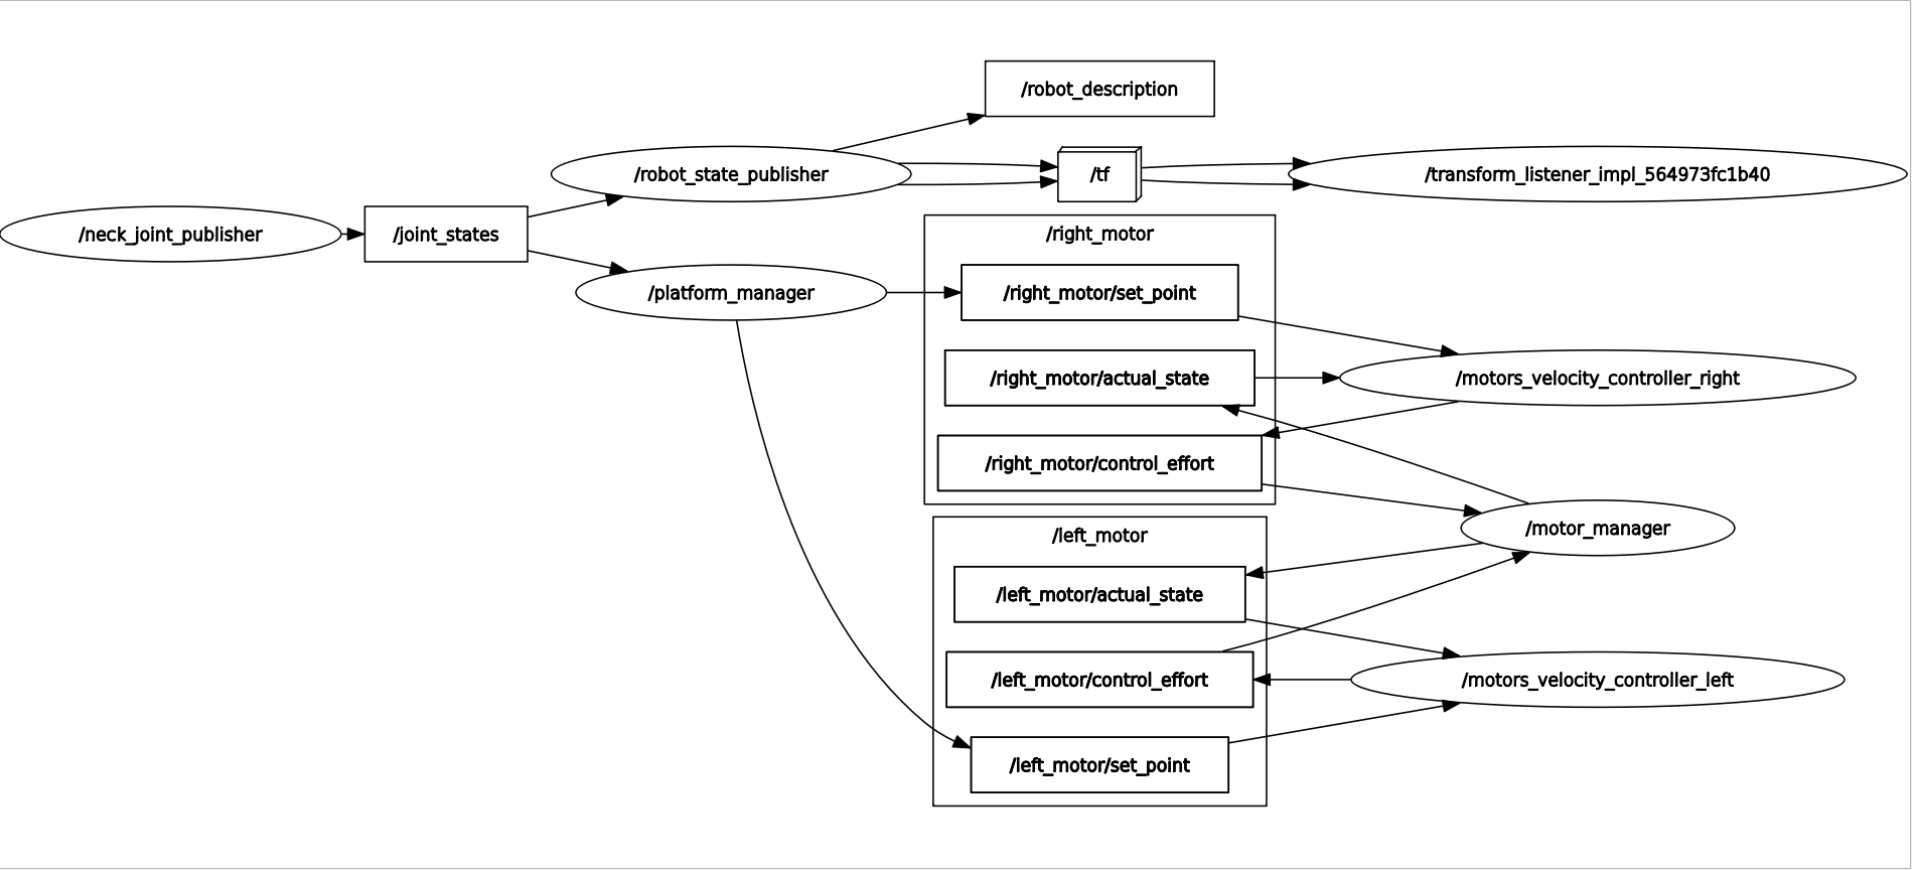 /robot_description
/robot_state_publisher
/tf
/transform_listener_impl_564973fc1b40
/neck_joint_publisher
/joint_states
/right_motor
/platform_manager
/right_motor/set_point
/right_motor/actual_state
/motors_velocity_controller_right
/right_motor/control_effort
/motor_manager
/left_motor
/left_motor/actual_state
/left_motor/control_effort
/motors_velocity_controller_left
/left_motor/set_point